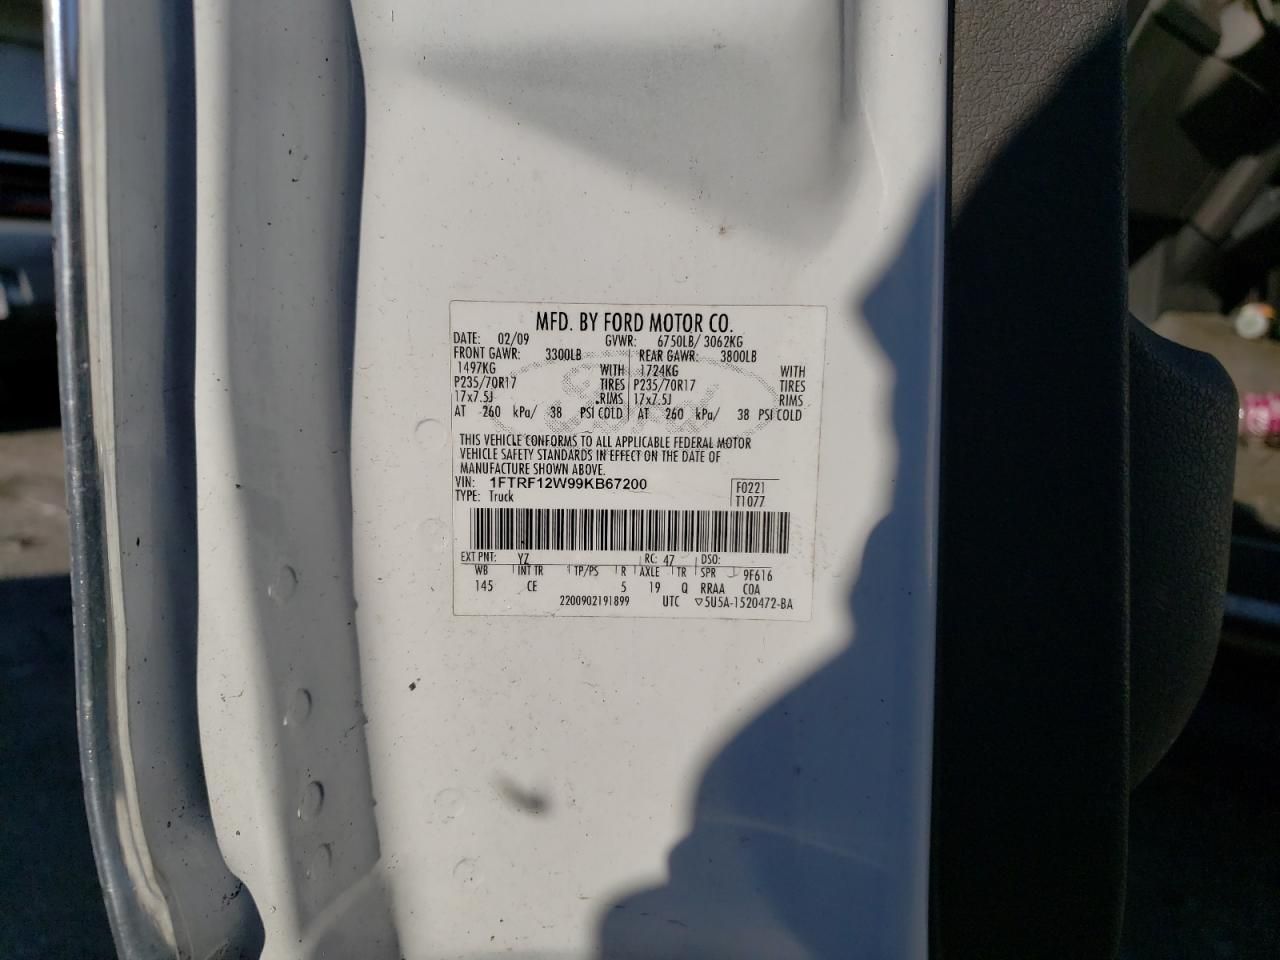 MFD. BY FORD MOTOR CO.
DATE: 02/09 GVWR: 6750LB/ 3062KG
FRONT GAWR: 3300LB REAR GAWR: 3800LB
1497KG WITH 1724KG WITH
P235/70R17 TIRES P235/70R17 TIRES
17x7.5J RIMS 17x7.5J RIMS
AT 260 kPa/ 38 PSI COLD AT 260 kPa/ 38 PSI COLD
Ford
THIS VEHICLE CONFORMS TO ALL APPLICABLE FEDERAL MOTOR
VEHICLE SAFETY STANDARDS IN EFFECT ON THE DATE OF
MANUFACTURE SHOWN ABOVE.
VIN: 1FTRF12W99KB67200 F0221
TYPE: Truck T1077
EXT PNT: YZ RC: 47 DSO:
WB INT TR TP/PS R AXLE TR SPR 9F616
145 CE 5 19 Q RRAA COA
2200902191899 UTC ▽5U5A-1520472-BA